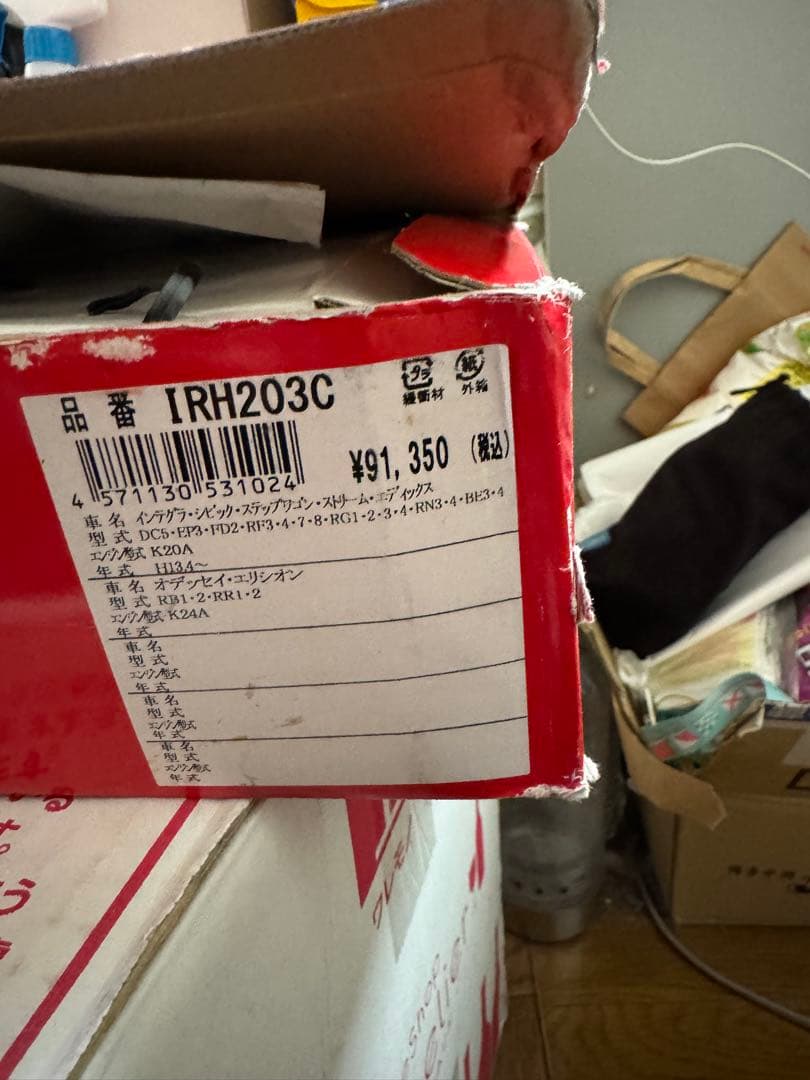 品番 IRH203C
プラ 緩衝材
紙 外箱
4 571130 531024
¥91,350 (税込)
車名 インテグラ・シビック・ステップワゴン・ストリーム・エディックス
型式 DC5・EP3・FD2・RF3・4・7・8・RG1・2・3・4・RN3・4・BE3・4
エンジン型式 K20A
年式 H13.4～
車名 オデッセイ・エリシオン
型式 RB1・2・RR1・2
エンジン型式 K24A
年式
車名
型式
エンジン型式
年式
車名
型式
エンジン型式
年式
車名
型式
エンジン型式
年式